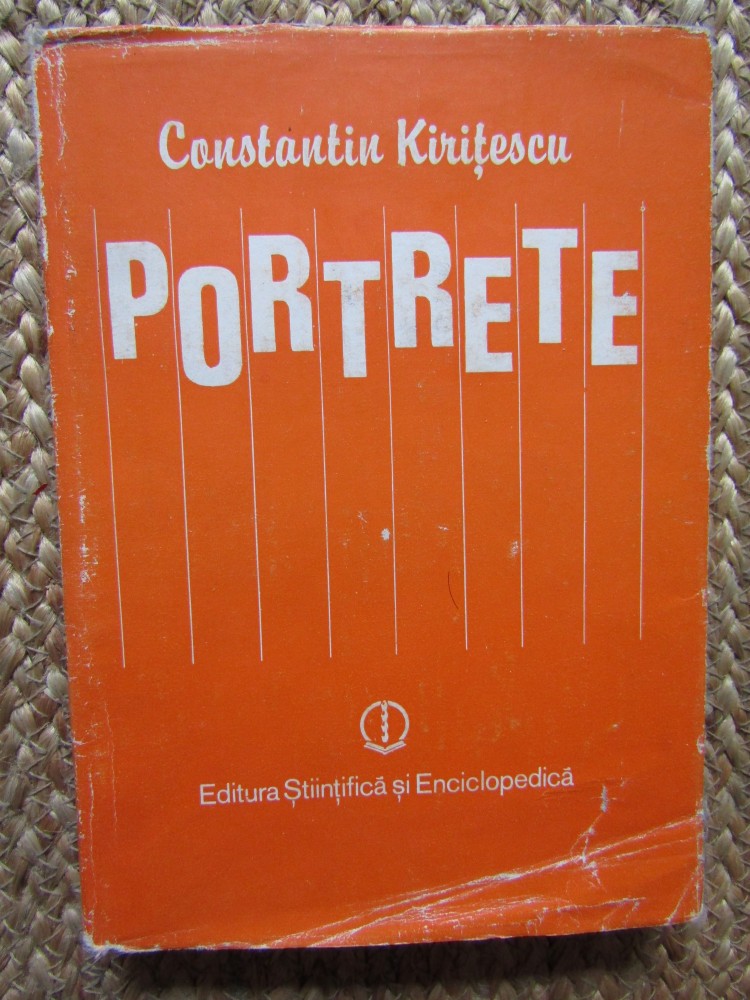 Constantin Kirițescu
PORTRETE
Editura Științifică și Enciclopedică